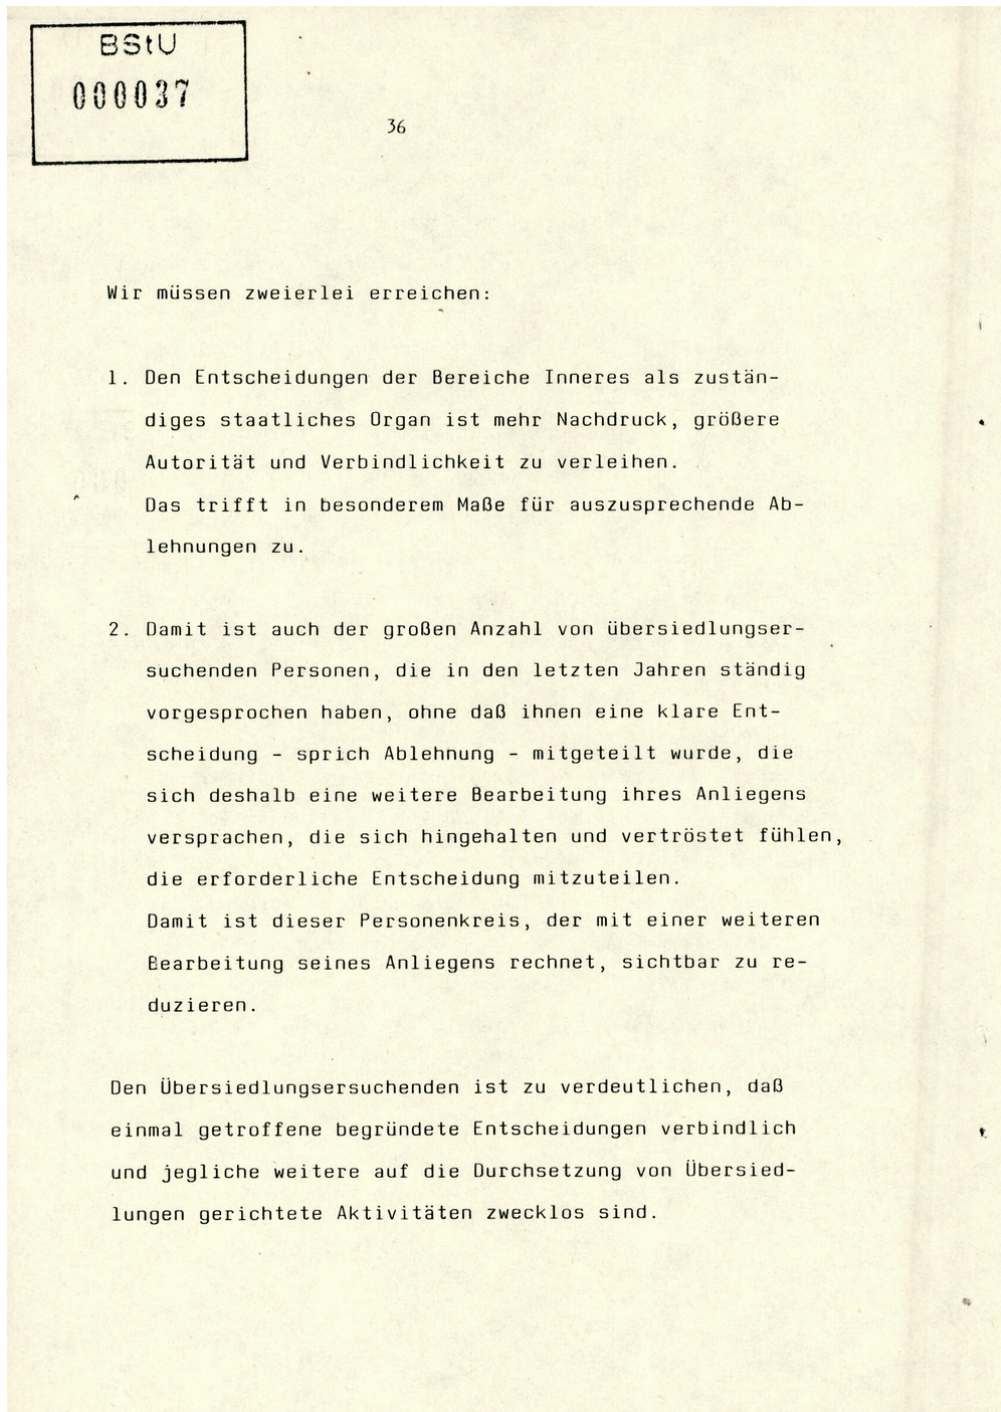 BStU
000037
36
Wir müssen zweierlei erreichen:
1. Den Entscheidungen der Bereiche Inneres als zustän-
diges staatliches Organ ist mehr Nachdruck, größere
Autorität und Verbindlichkeit zu verleihen.
Das trifft in besonderem Maße für auszusprechende Ab-
lehnungen zu.
2. Damit ist auch der großen Anzahl von übersiedlungser-
suchenden Personen, die in den letzten Jahren ständig
vorgesprochen haben, ohne daß ihnen eine klare Ent-
scheidung - sprich Ablehnung - mitgeteilt wurde, die
sich deshalb eine weitere Bearbeitung ihres Anliegens
versprachen, die sich hingehalten und vertröstet fühlen,
die erforderliche Entscheidung mitzuteilen.
Damit ist dieser Personenkreis, der mit einer weiteren
Bearbeitung seines Anliegens rechnet, sichtbar zu re-
duzieren.
Den Übersiedlungsersuchenden ist zu verdeutlichen, daß
einmal getroffene begründete Entscheidungen verbindlich
und jegliche weitere auf die Durchsetzung von Übersied-
lungen gerichtete Aktivitäten zwecklos sind.